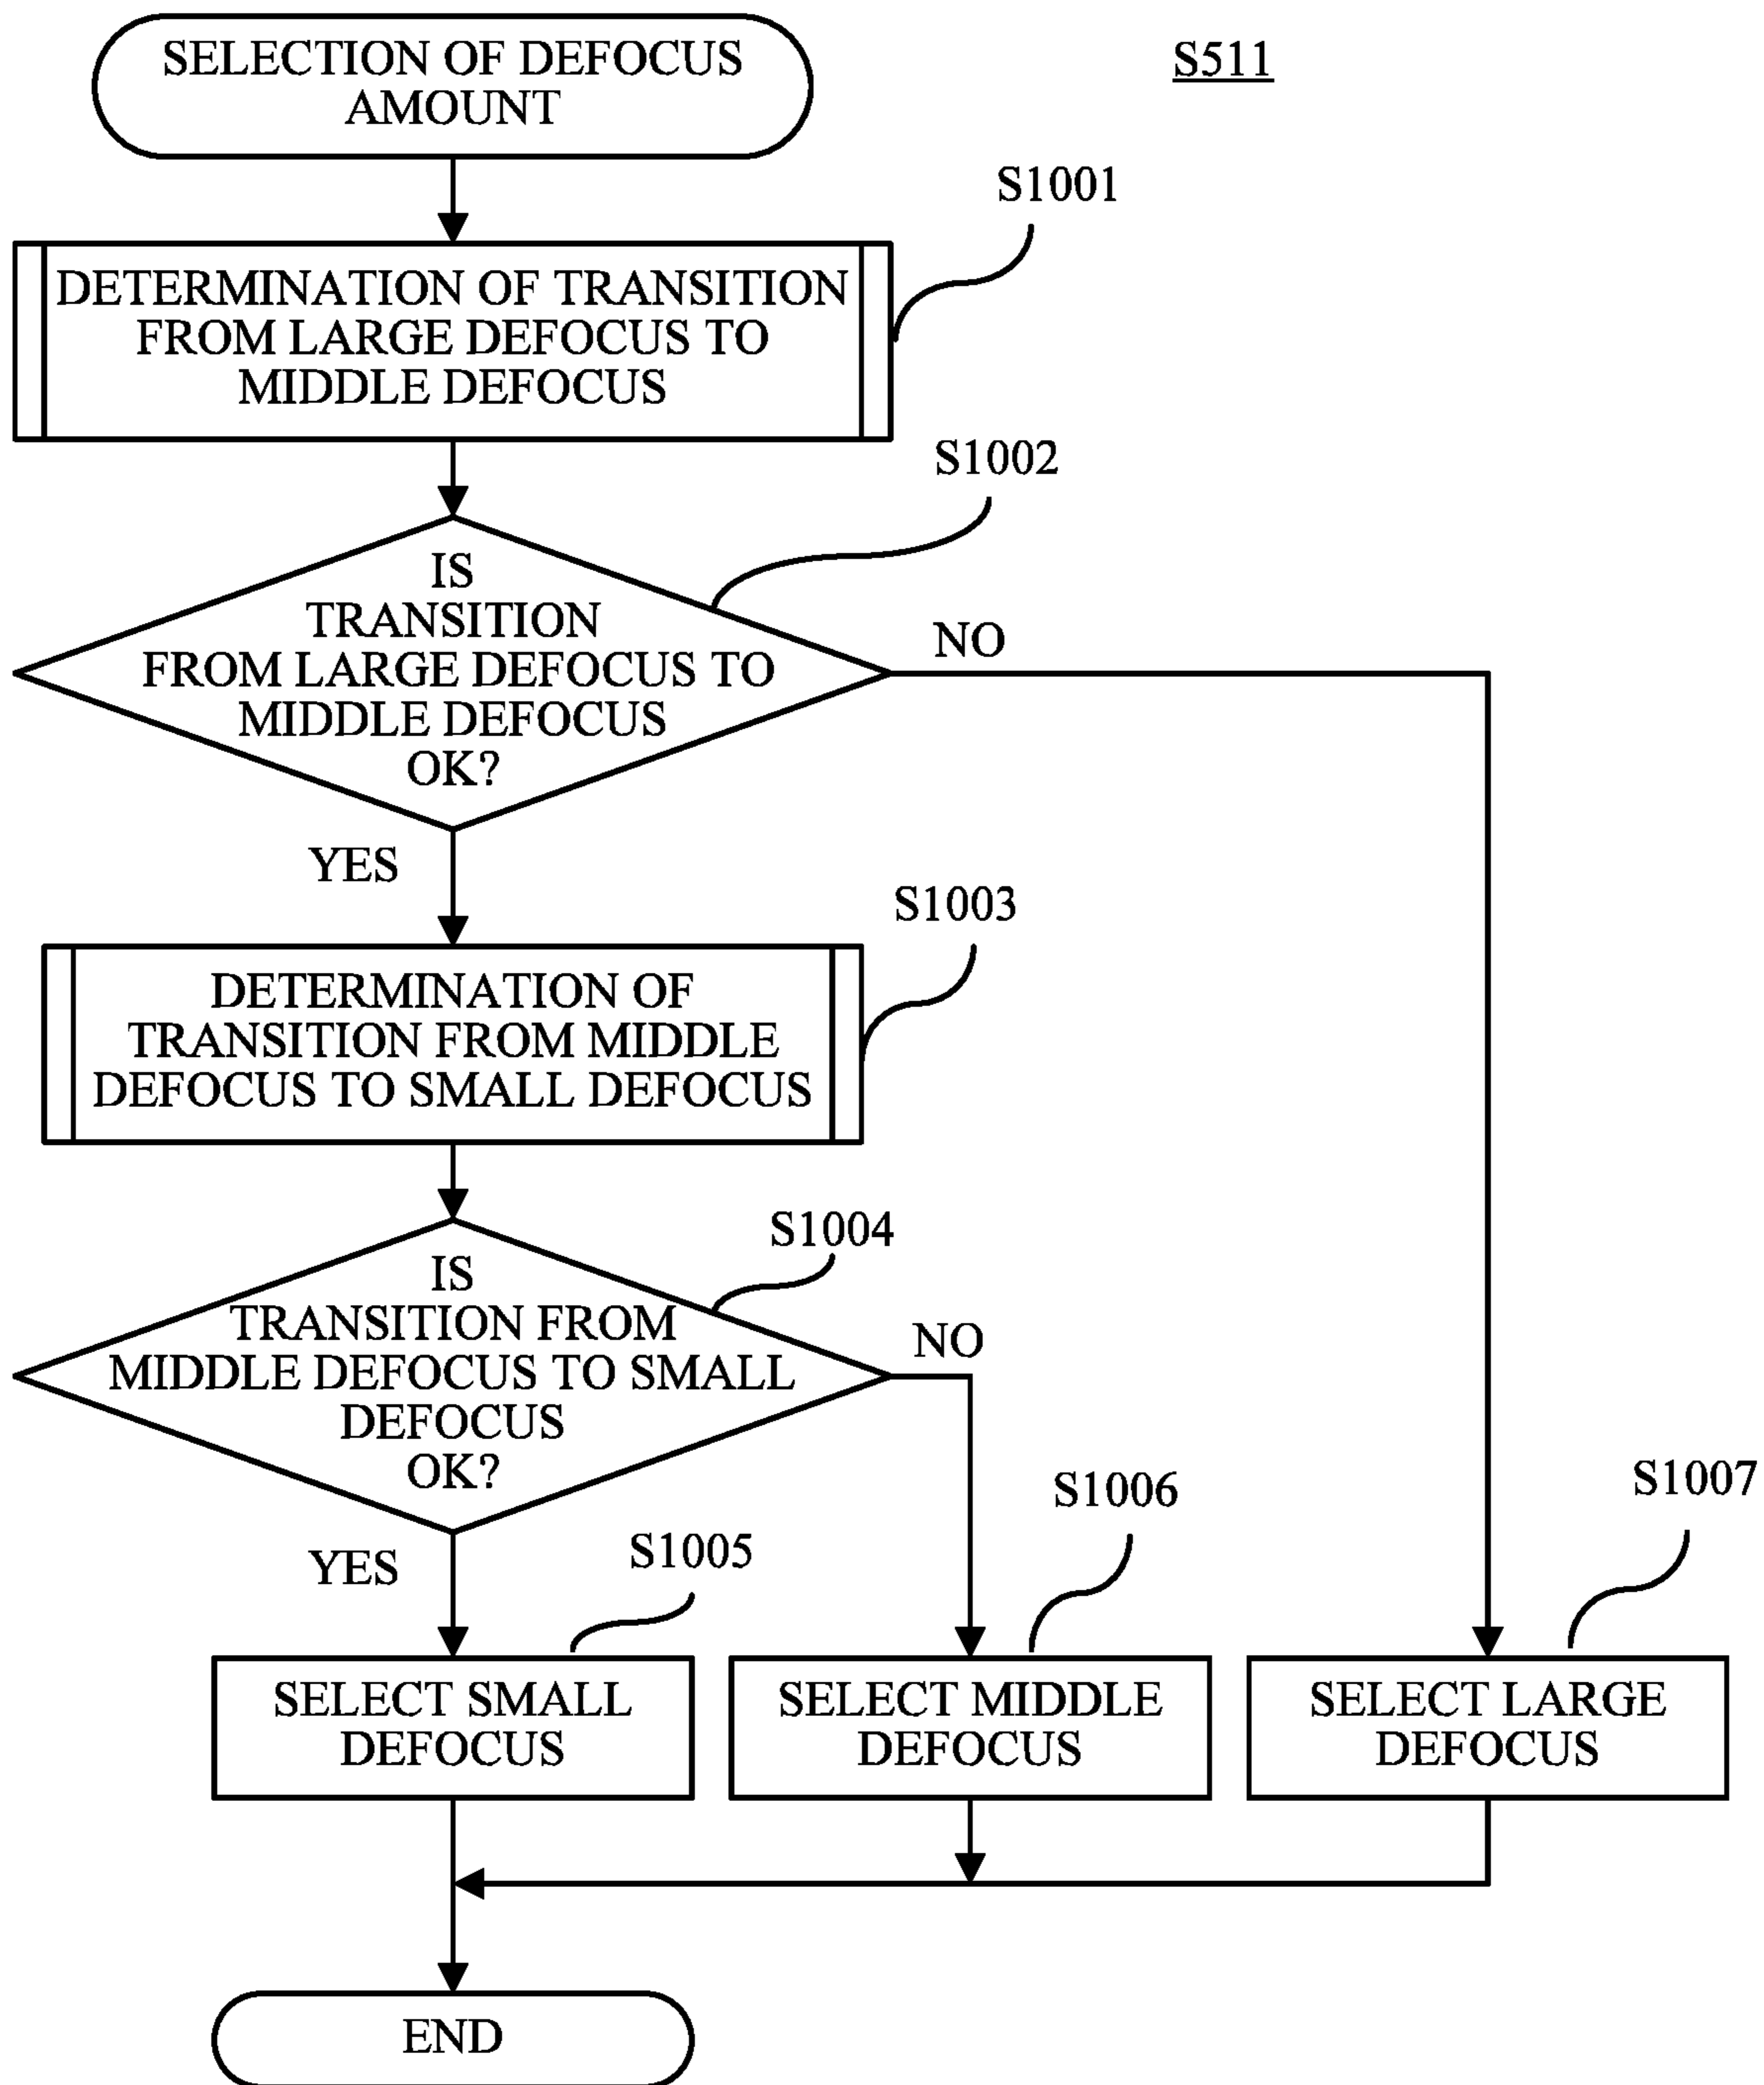 SELECTION OF DEFOCUS
AMOUNT
S511
S1001
DETERMINATION OF TRANSITION
FROM LARGE DEFOCUS TO
MIDDLE DEFOCUS
S1002
IS
TRANSITION
FROM LARGE DEFOCUS TO
MIDDLE DEFOCUS
OK?
NO
YES
S1003
DETERMINATION OF
TRANSITION FROM MIDDLE
DEFOCUS TO SMALL DEFOCUS
S1004
IS
TRANSITION FROM
MIDDLE DEFOCUS TO SMALL
DEFOCUS
OK?
NO
YES
S1005
S1006
S1007
SELECT SMALL
DEFOCUS
SELECT MIDDLE
DEFOCUS
SELECT LARGE
DEFOCUS
END